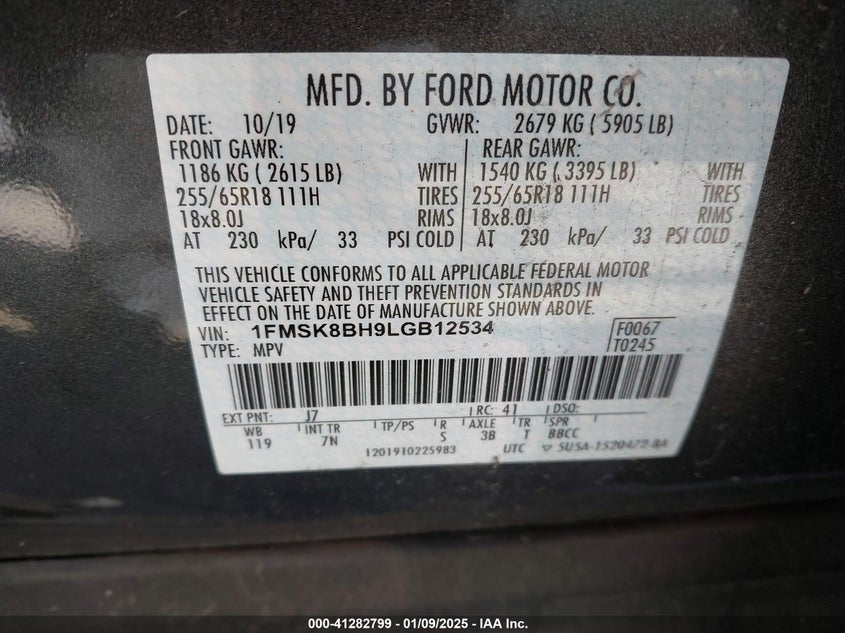 MFD. BY FORD MOTOR CO.
DATE: 10/19 GVWR: 2679 KG ( 5905 LB)
FRONT GAWR: REAR GAWR:
1186 KG ( 2615 LB) WITH 1540 KG ( 3395 LB) WITH
255/65R18 111H TIRES 255/65R18 111H TIRES
18x8.0J RIMS 18x8.0J RIMS
AT 230 kPa/ 33 PSI COLD AT 230 kPa/ 33 PSI COLD
THIS VEHICLE CONFORMS TO ALL APPLICABLE FEDERAL MOTOR
VEHICLE SAFETY AND THEFT PREVENTION STANDARDS IN
EFFECT ON THE DATE OF MANUFACTURE SHOWN ABOVE.
VIN: 1FMSK8BH9LGB12534 F0067
TYPE: MPV T0245
EXT PNT: J7 RC: 41 DSO:
WB INT TR TP/PS R AXLE TR SPR
119 7N S 3B T BBCC
1201910225983 UTC ▽ SU5A-1520472-BA
000-41282799 - 01/09/2025 - IAA Inc.